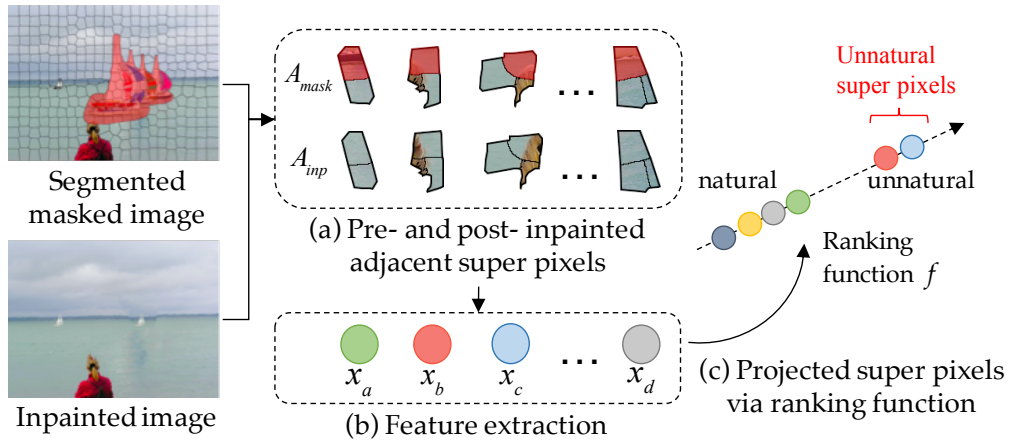 Segmented
masked image
Inpainted image
A_mask
A_inp
...
...
(a) Pre- and post- inpainted
adjacent super pixels
x_a x_b x_c ... x_d
(b) Feature extraction
Unnatural
super pixels
natural
unnatural
Ranking
function f
(c) Projected super pixels
via ranking function